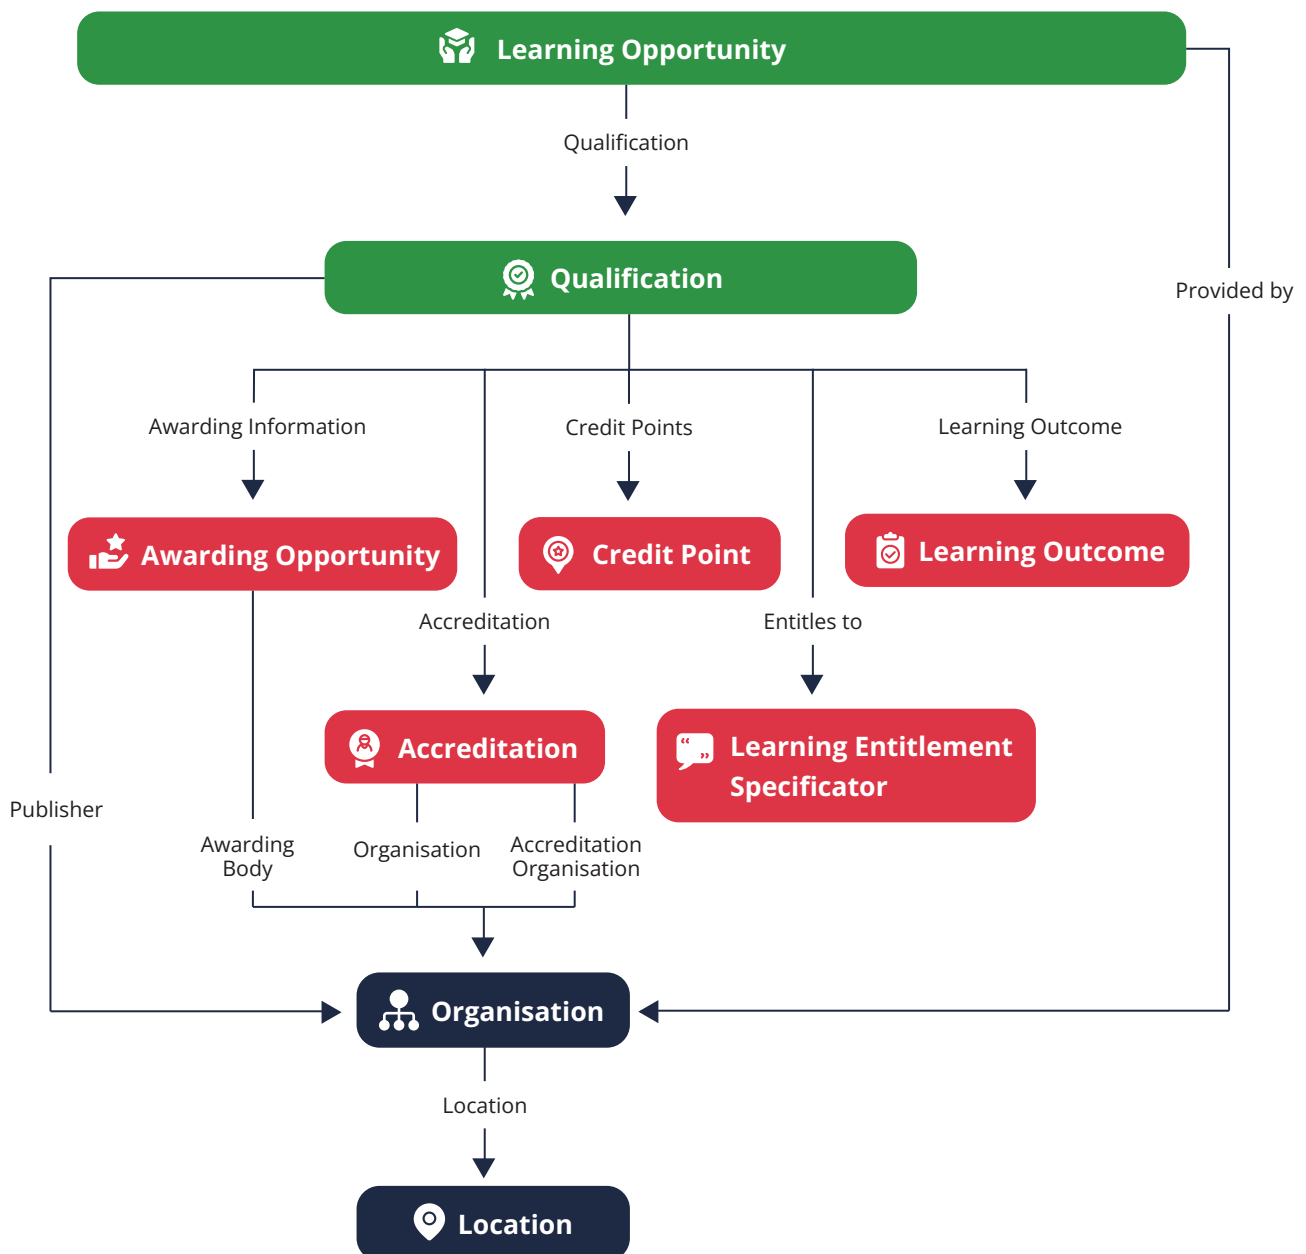 Learning Opportunity
Qualification
Qualification
Provided by
Awarding Information
Credit Points
Learning Outcome
Awarding Opportunity
Credit Point
Learning Outcome
Accreditation
Entitles to
Accreditation
Learning Entitlement
Specificator
Publisher
Awarding
Body
Organisation
Accreditation
Organisation
Organisation
Location
Location